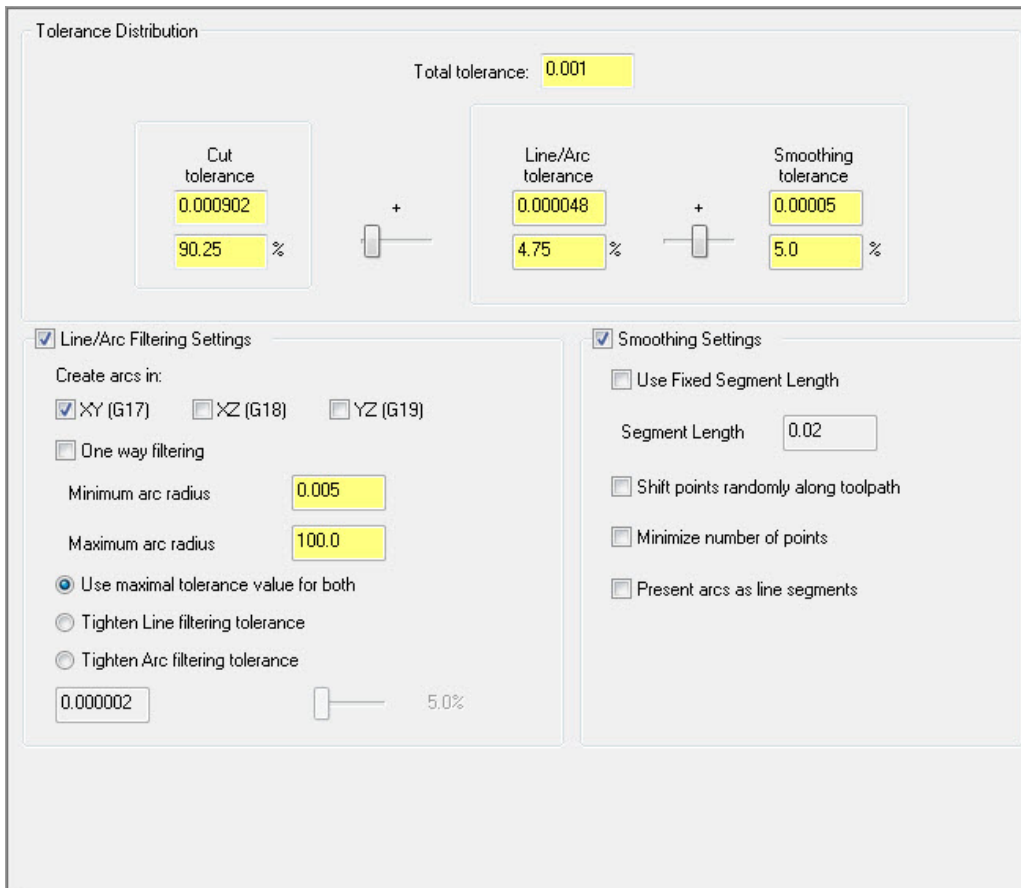 Tolerance Distribution
Total tolerance: 0.001
Cut
tolerance
0.000902
90.25 %
+
Line/Arc
tolerance
0.000048
4.75 %
+
Smoothing
tolerance
0.00005
5.0 %
Line/Arc Filtering Settings
Create arcs in:
XY (G17) XZ (G18) YZ (G19)
One way filtering
Minimum arc radius 0.005
Maximum arc radius 100.0
Use maximal tolerance value for both
Tighten Line filtering tolerance
Tighten Arc filtering tolerance
0.000002 5.0%
Smoothing Settings
Use Fixed Segment Length
Segment Length 0.02
Shift points randomly along toolpath
Minimize number of points
Present arcs as line segments